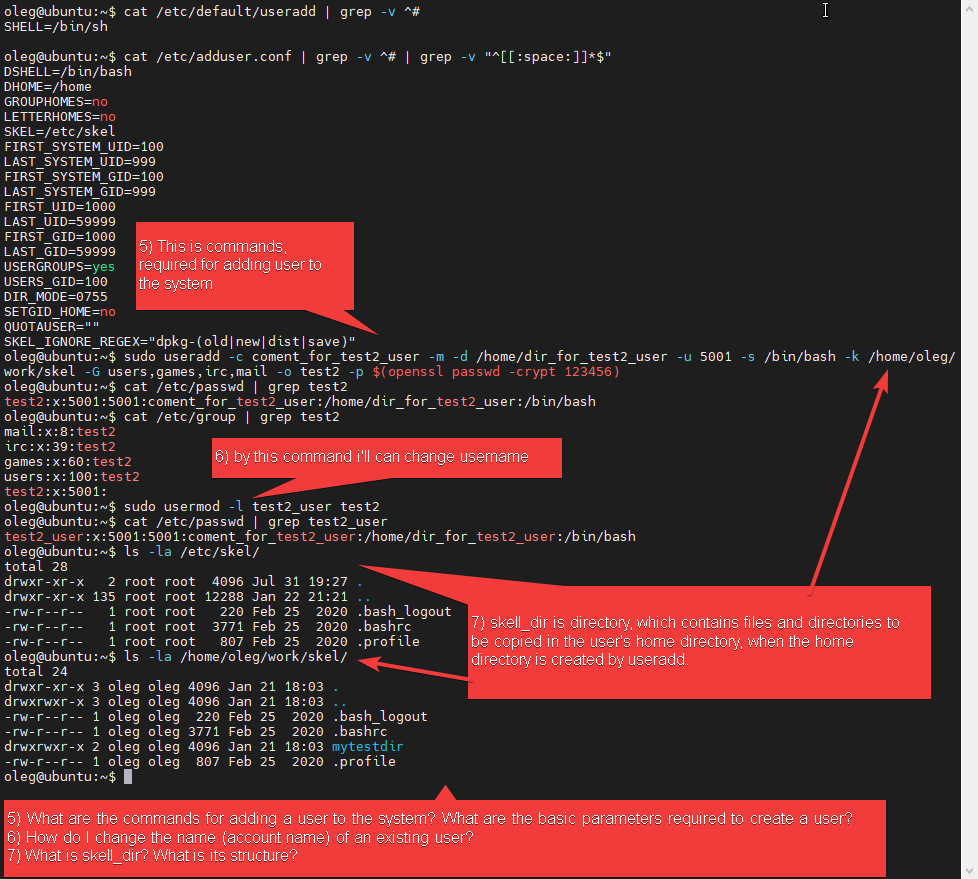 oleg@ubuntu:~$ cat /etc/default/useradd | grep -v ^#
SHELL=/bin/sh
oleg@ubuntu:~$ cat /etc/adduser.conf | grep -v ^# | grep -v "^[[:space:]]*$"
DSHELL=/bin/bash
DHOME=/home
GROUPHOMES=no
LETTERHOMES=no
SKEL=/etc/skel
FIRST_SYSTEM_UID=100
LAST_SYSTEM_UID=999
FIRST_SYSTEM_GID=100
LAST_SYSTEM_GID=999
FIRST_UID=1000
LAST_UID=59999
FIRST_GID=1000
LAST_GID=59999
USERGROUPS=yes
USERS_GID=100
DIR_MODE=0755
SETGID_HOME=no
QUOTAUSER=""
SKEL_IGNORE_REGEX="dpkg-(old|new|dist|save)"
5) This is commands,
required for adding user to
the system
oleg@ubuntu:~$ sudo useradd -c coment_for_test2_user -m -d /home/dir_for_test2_user -u 5001 -s /bin/bash -k /home/oleg/
work/skel -G users,games,irc,mail -o test2 -p $(openssl passwd -crypt 123456)
oleg@ubuntu:~$ cat /etc/passwd | grep test2
test2:x:5001:5001:coment_for_test2_user:/home/dir_for_test2_user:/bin/bash
oleg@ubuntu:~$ cat /etc/group | grep test2
mail:x:8:test2
irc:x:39:test2
games:x:60:test2
users:x:100:test2
test2:x:5001:
6) by this command i'll can change username
oleg@ubuntu:~$ sudo usermod -l test2_user test2
oleg@ubuntu:~$ cat /etc/passwd | grep test2_user
test2_user:x:5001:5001:coment_for_test2_user:/home/dir_for_test2_user:/bin/bash
oleg@ubuntu:~$ ls -la /etc/skel/
total 28
drwxr-xr-x   2 root root  4096 Jul 31 19:27 .
drwxr-xr-x 135 root root 12288 Jan 22 21:21 ..
-rw-r--r--   1 root root   220 Feb 25  2020 .bash_logout
-rw-r--r--   1 root root  3771 Feb 25  2020 .bashrc
-rw-r--r--   1 root root   807 Feb 25  2020 .profile
7) skell_dir is directory, which contains files and directories to
be copied in the user's home directory, when the home
directory is created by useradd.
oleg@ubuntu:~$ ls -la /home/oleg/work/skel/
total 24
drwxr-xr-x 3 oleg oleg 4096 Jan 21 18:03 .
drwxrwxr-x 3 oleg oleg 4096 Jan 21 18:03 ..
-rw-r--r-- 1 oleg oleg  220 Feb 25  2020 .bash_logout
-rw-r--r-- 1 oleg oleg 3771 Feb 25  2020 .bashrc
drwxrwxr-x 2 oleg oleg 4096 Jan 21 18:03 mytestdir
-rw-r--r-- 1 oleg oleg  807 Feb 25  2020 .profile
oleg@ubuntu:~$
5) What are the commands for adding a user to the system? What are the basic parameters required to create a user?
6) How do I change the name (account name) of an existing user?
7) What is skell_dir? What is its structure?